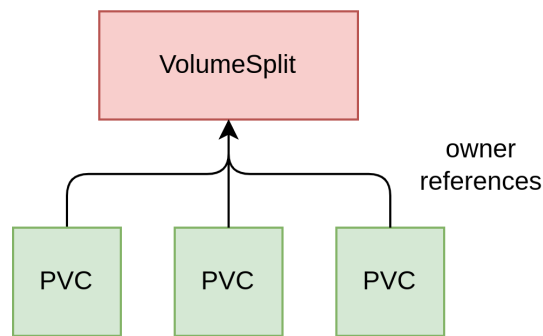 VolumeSplit
owner
references
PVC
PVC
PVC